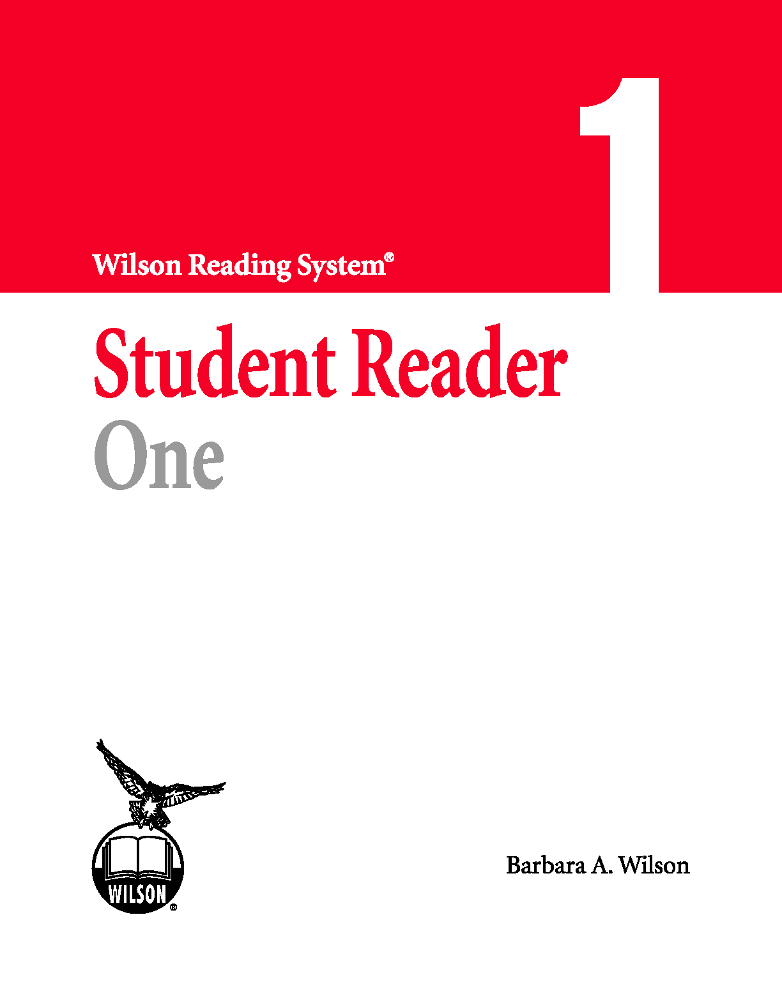 1
Wilson Reading System®
Student Reader
One
Barbara A. Wilson
WILSON
®